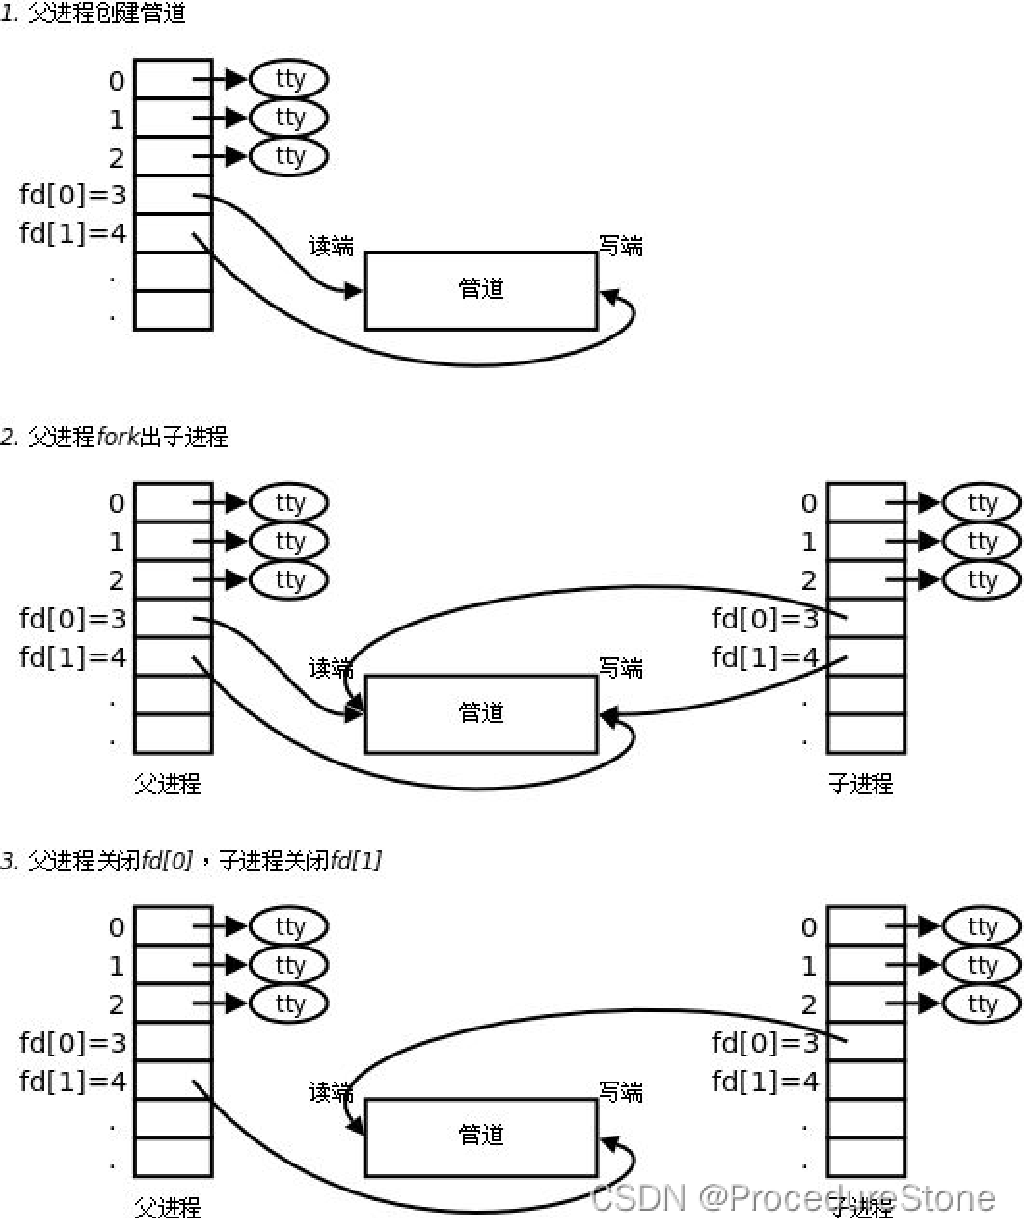 1. 父进程创建管道
0 tty
1 tty
2 tty
fd[0]=3
fd[1]=4
读端 写端
.
管道
.
2. 父进程fork出子进程
0 tty 0 tty
1 tty 1 tty
2 tty 2 tty
fd[0]=3 fd[0]=3
fd[1]=4 读端 写端 fd[1]=4
. .
管道
. .
父进程 子进程
3. 父进程关闭fd[0]，子进程关闭fd[1]
0 tty 0 tty
1 tty 1 tty
2 tty 2 tty
fd[0]=3 fd[0]=3
fd[1]=4 读端 写端 fd[1]=4
. .
管道
. .
父进程 子进程
CSDN @ProcedureStone